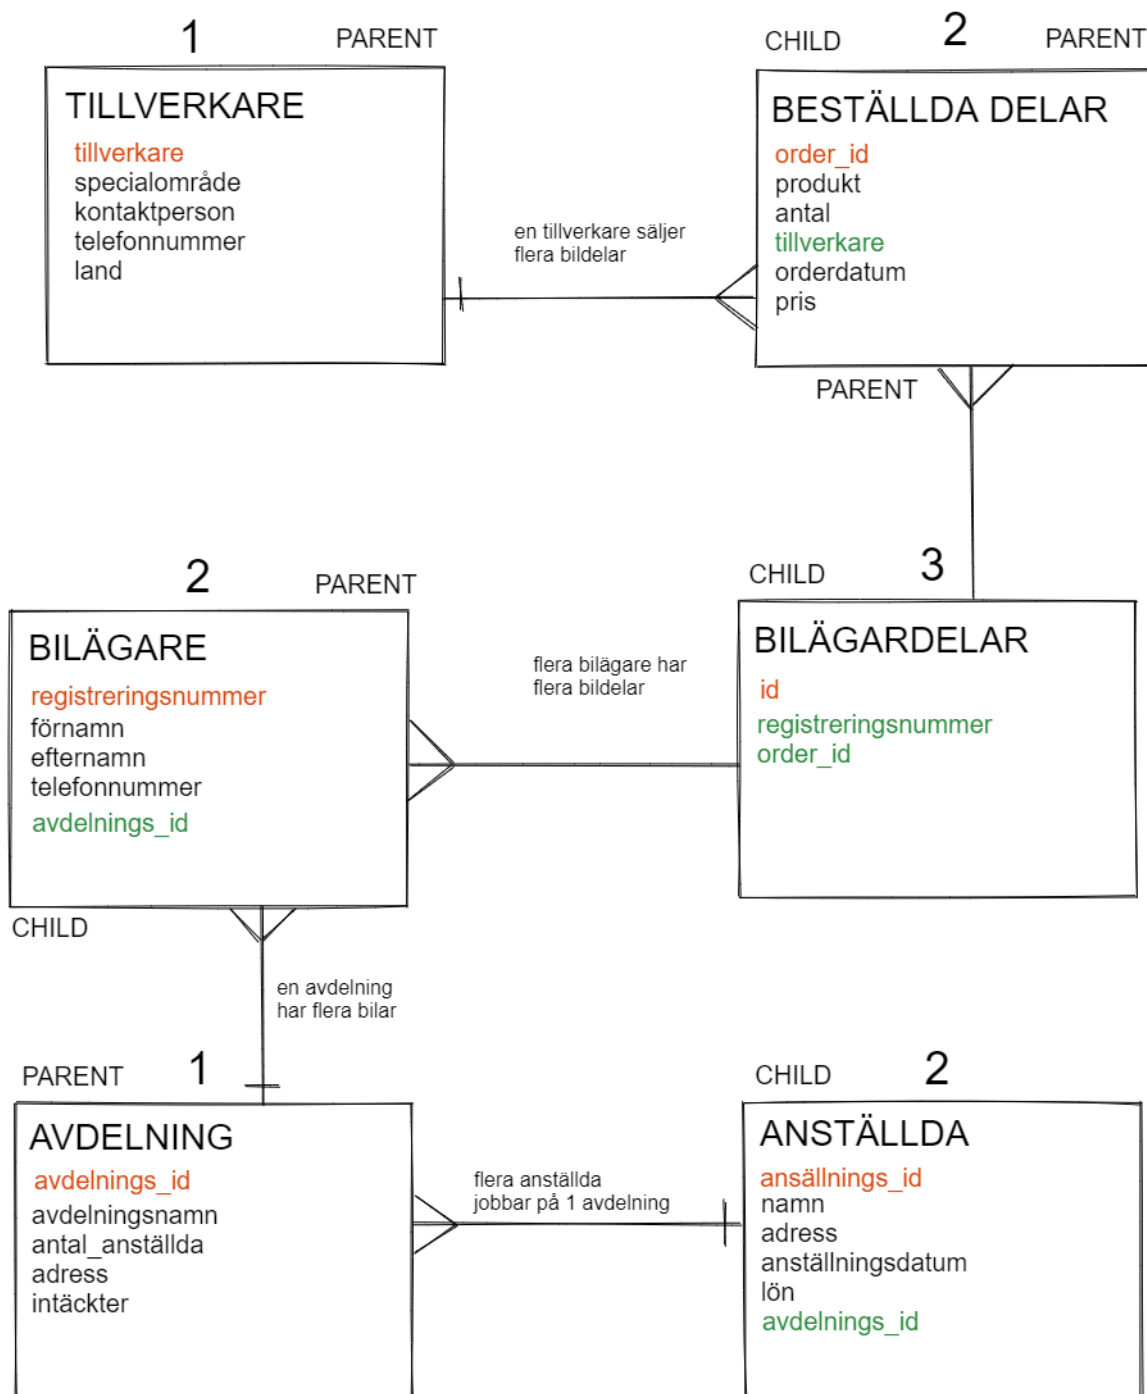 1
PARENT
TILLVERKARE
tillverkare
specialområde
kontaktperson
telefonnummer
land
en tillverkare säljer
flera bildelar
CHILD
2
PARENT
BESTÄLLDA DELAR
order_id
produkt
antal
tillverkare
orderdatum
pris
PARENT
2
PARENT
BILÄGARE
registreringsnummer
förnamn
efternamn
telefonnummer
avdelnings_id
CHILD
flera bilägare har
flera bildelar
CHILD
3
BILÄGARDELAR
id
registreringsnummer
order_id
en avdelning
har flera bilar
PARENT
1
AVDELNING
avdelnings_id
avdelningsnamn
antal_anställda
adress
intäckter
flera anställda
jobbar på 1 avdelning
CHILD
2
ANSTÄLLDA
ansällnings_id
namn
adress
anställningsdatum
lön
avdelnings_id